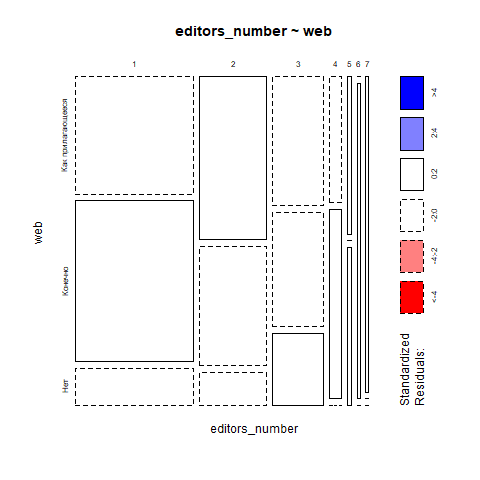 editors_number ~ web
1 2 3 4 5 6 7
Как прилагающееся
Конечно
Нет
web
editors_number
Standardized
Residuals:
<-4
-4:-2
-2:0
0:2
2:4
>4